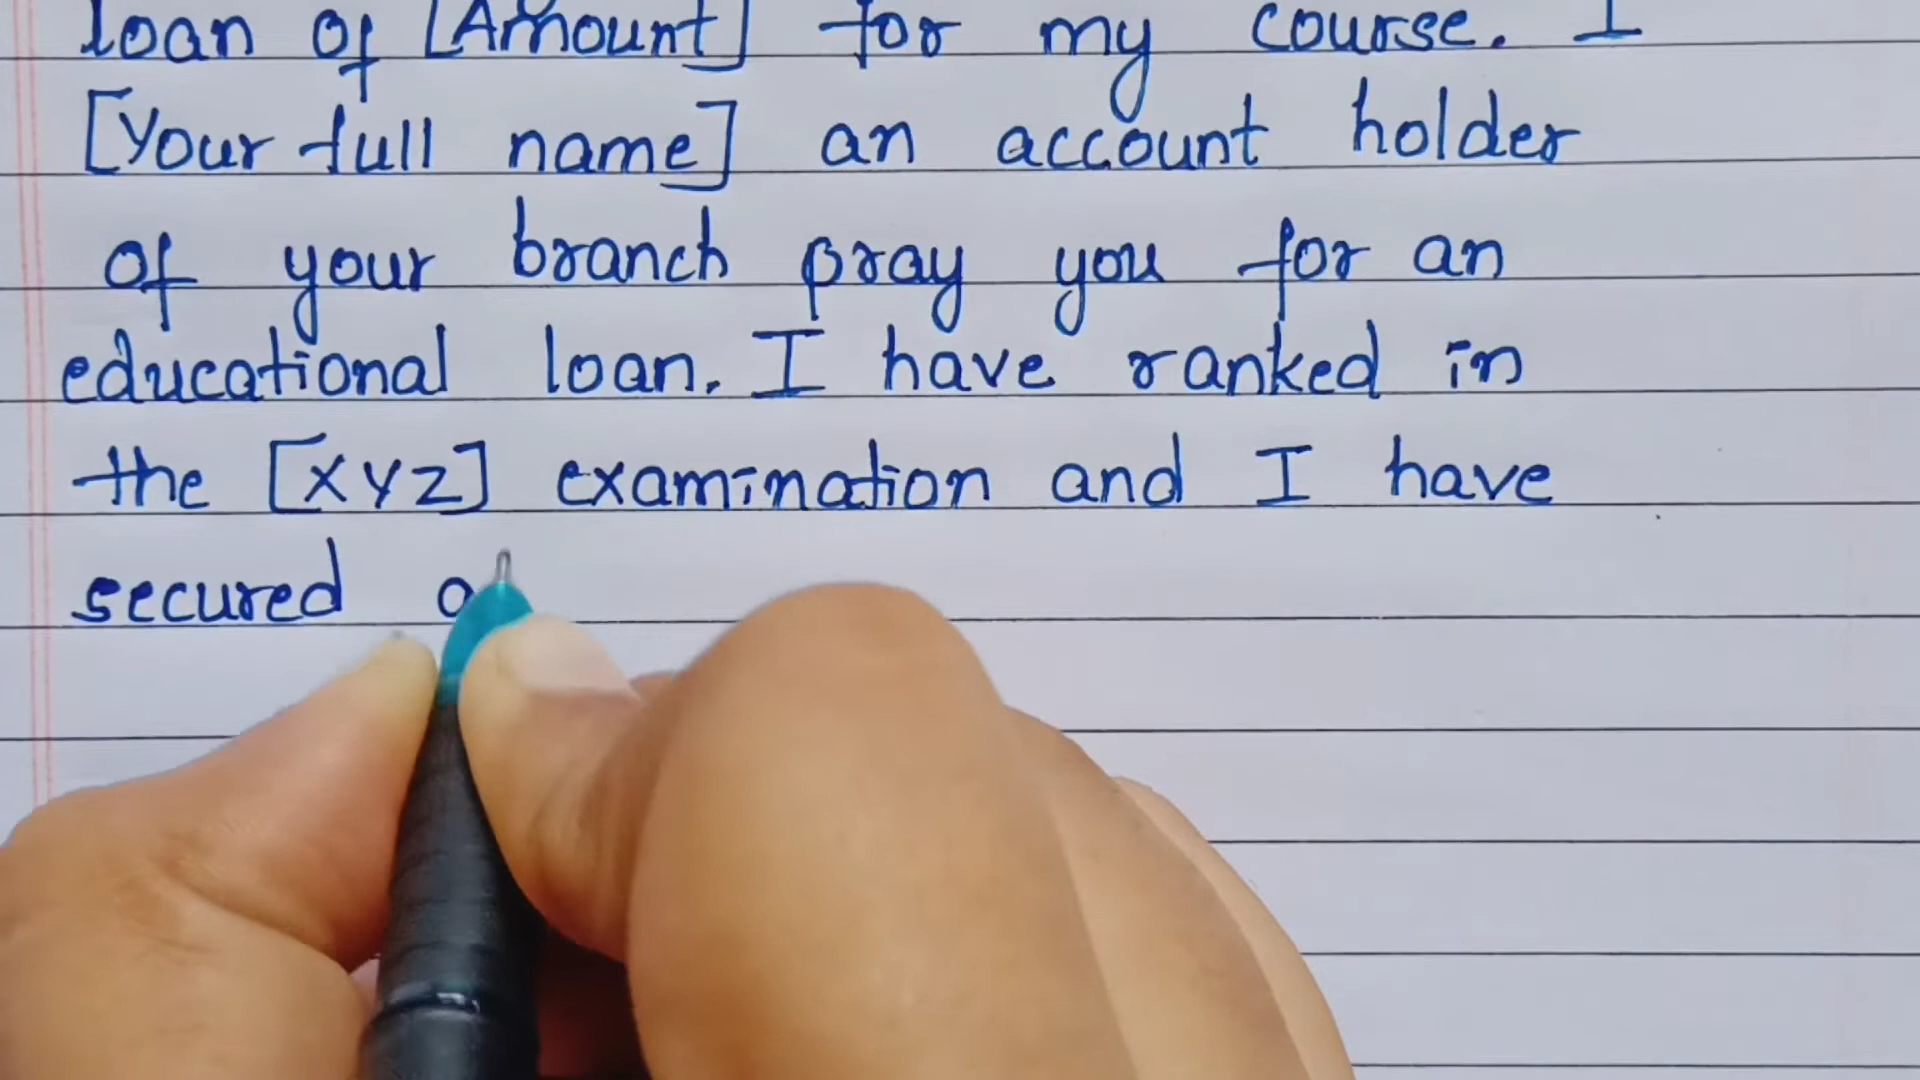 loan of [Amount] for my course. I
[Your full name] an account holder
of your branch pray you for an
educational loan. I have ranked in
the [XYZ] examination and I have
secured a